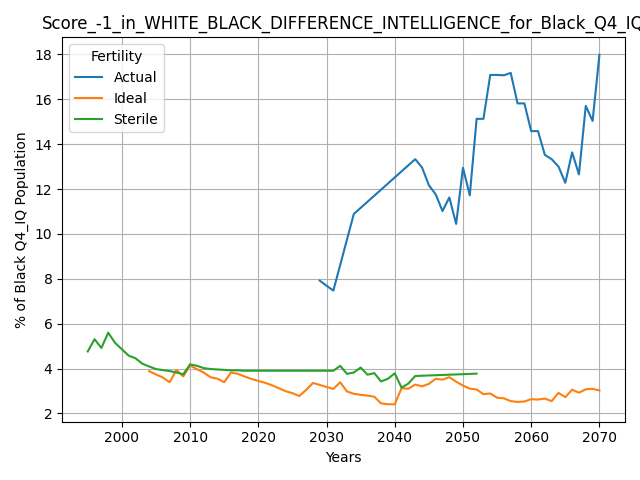 Score_-1_in_WHITE_BLACK_DIFFERENCE_INTELLIGENCE_for_Black_Q4_IQ
Fertility
Actual
Ideal
Sterile
% of Black Q4_IQ Population
18
16
14
12
10
8
6
4
2
2000 2010 2020 2030 2040 2050 2060 2070
Years